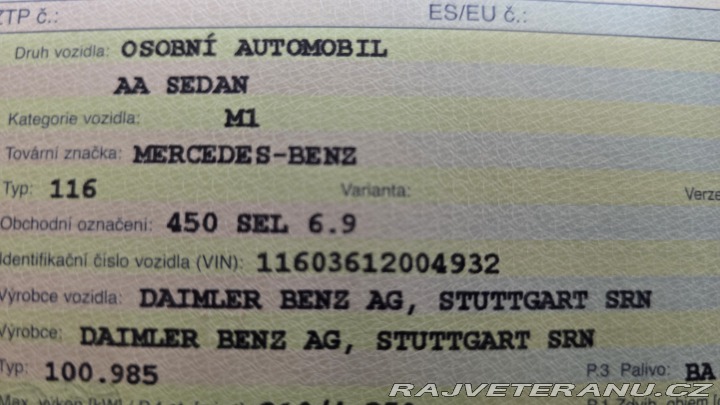 ZTP č.: ES/EU č.:
Druh vozidla: OSOBNÍ AUTOMOBIL
AA SEDAN
Kategorie vozidla: M1
Tovární značka: MERCEDES-BENZ
Typ: 116 Varianta: Verze
Obchodní označení: 450 SEL 6.9
Identifikační číslo vozidla (VIN): 11603612004932
Výrobce vozidla: DAIMLER BENZ AG, STUTTGART SRN
Výrobce: DAIMLER BENZ AG, STUTTGART SRN
Typ: 100.985 P.3 Palivo: BA
RAJVETERANU.CZ